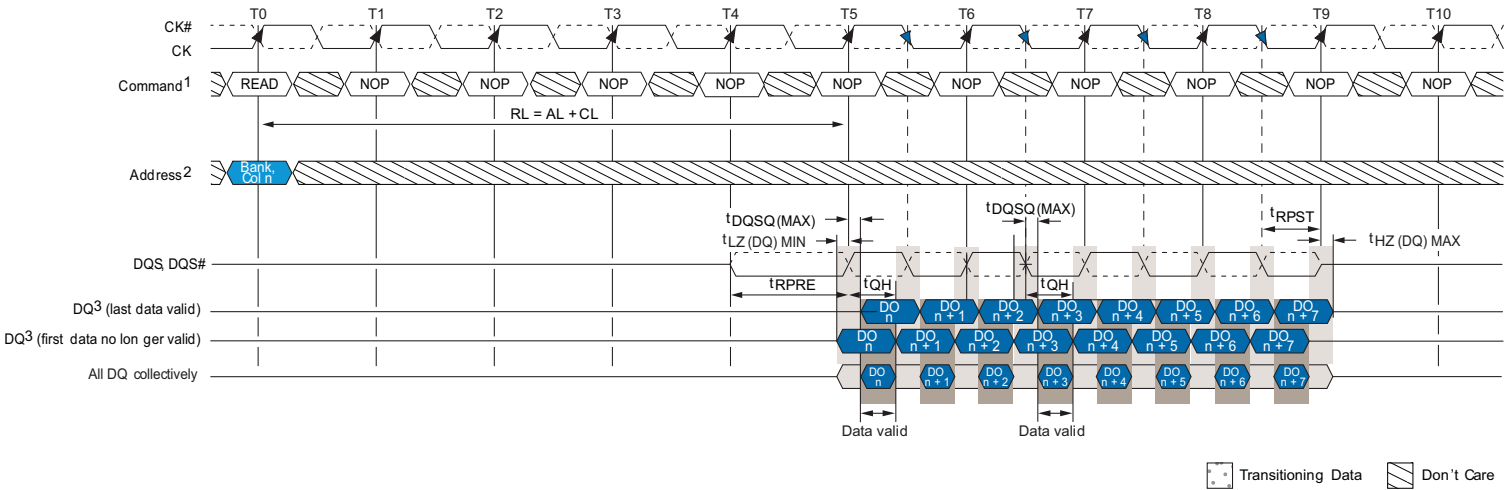 T0 T1 T2 T3 T4 T5 T6 T7 T8 T9 T10
CK#
CK
Command1 READ NOP NOP NOP NOP NOP NOP NOP NOP NOP NOP
RL = AL + CL
Address2 Bank, Col n
tDQSQ (MAX) tDQSQ (MAX) tRPST
tLZ (DQ) MIN tHZ (DQ) MAX
DQS, DQS#
tRPRE tQH tQH
DQ3 (last data valid) DO n DO n + 1 DO n + 2 DO n + 3 DO n + 4 DO n + 5 DO n + 6 DO n + 7
DQ3 (first data no lon ger valid) DO n DO n + 1 DO n + 2 DO n + 3 DO n + 4 DO n + 5 DO n + 6 DO n + 7
All DQ collectively DO n DO n + 1 DO n + 2 DO n + 3 DO n + 4 DO n + 5 DO n + 6 DO n + 7
Data valid Data valid
Transitioning Data Don't Care